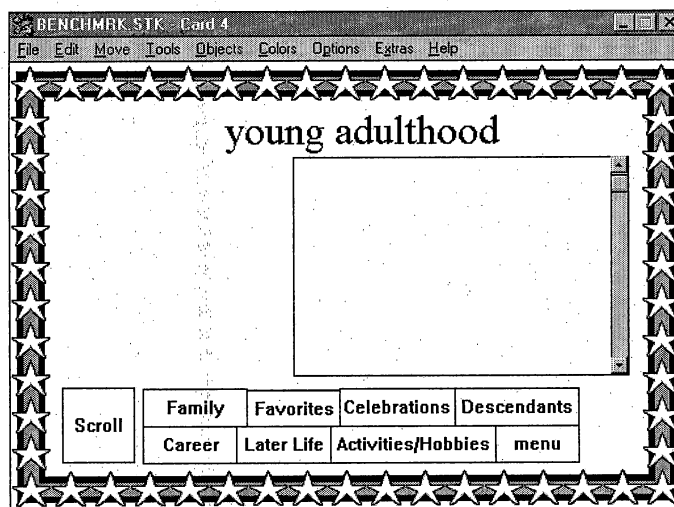 BENCHMRK.STK - Card 4
File Edit Move Tools Objects Colors Options Extras Help
young adulthood
Scroll
Family Favorites Celebrations Descendants
Career Later Life Activities/Hobbies menu